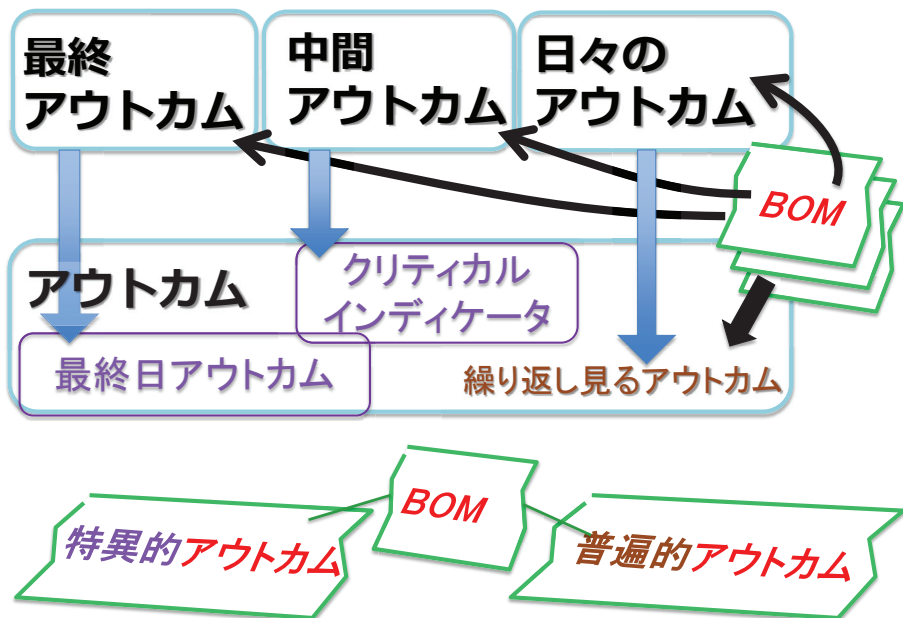 最終
アウトカム
中間
アウトカム
日々の
アウトカム
BOM
アウトカム
クリティカル
インディケータ
最終日アウトカム
繰り返し見るアウトカム
BOM
特異的アウトカム
普遍的アウトカム